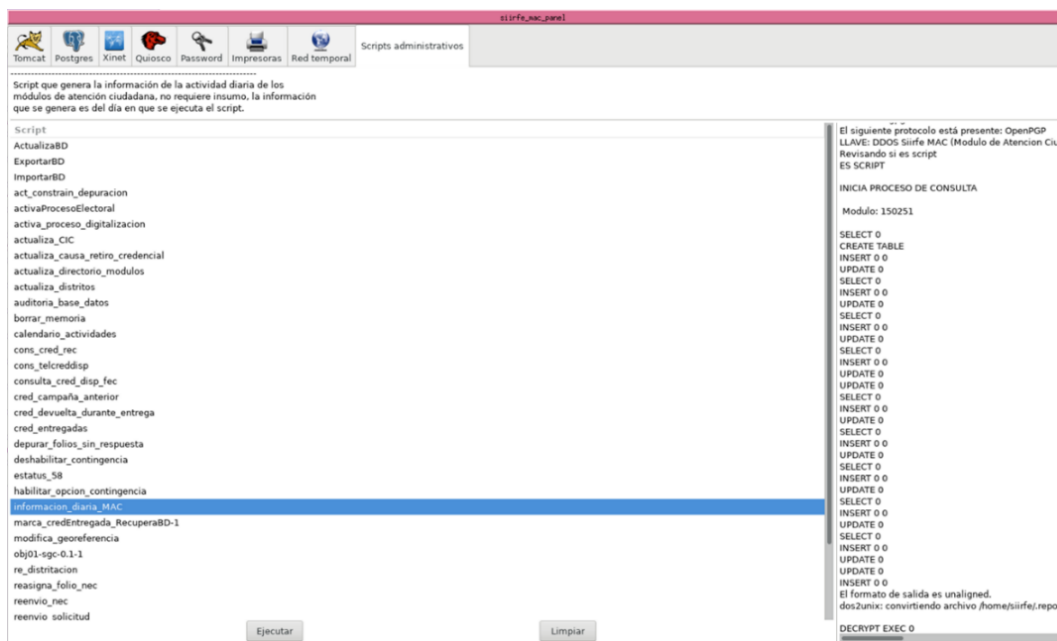 siirfe_mac_panel
Tomcat
Postgres
Xinet
Quiosco
Password
Impresoras
Red temporal
Scripts administrativos
Script que genera la información de la actividad diaria de los
módulos de atención ciudadana, no requiere insumo, la información
que se genera es del día en que se ejecuta el script.
Script
ActualizaBD
ExportarBD
ImportarBD
act_constrain_depuracion
activaProcesoElectoral
activa_proceso_digitalizacion
actualiza_CIC
actualiza_causa_retiro_credencial
actualiza_directorio_modulos
actualiza_distritos
auditoria_base_datos
borrar_memoria
calendario_actividades
cons_cred_rec
cons_telcreddisp
consulta_cred_disp_fec
cred_campaña_anterior
cred_devuelta_durante_entrega
cred_entregadas
depurar_folios_sin_respuesta
deshabilitar_contingencia
estatus_58
habilitar_opcion_contingencia
informacion_diaria_MAC
marca_credEntregada_RecuperaBD-1
modifica_georeferencia
obj01-sgc-0.1-1
re_distritacion
reasigna_folio_nec
reenvio_nec
reenvio solicitud
Ejecutar
Limpiar
El siguiente protocolo está presente: OpenPGP
LLAVE: DDOS Siirfe MAC (Modulo de Atencion Ciu
Revisando si es script
ES SCRIPT
INICIA PROCESO DE CONSULTA
Modulo: 150251
SELECT 0
CREATE TABLE
INSERT 0 0
UPDATE 0
SELECT 0
INSERT 0 0
UPDATE 0
SELECT 0
INSERT 0 0
UPDATE 0
SELECT 0
INSERT 0 0
UPDATE 0
UPDATE 0
SELECT 0
INSERT 0 0
UPDATE 0
SELECT 0
INSERT 0 0
UPDATE 0
SELECT 0
INSERT 0 0
UPDATE 0
SELECT 0
INSERT 0 0
UPDATE 0
SELECT 0
INSERT 0 0
UPDATE 0
UPDATE 0
INSERT 0 0
El formato de salida es unaligned.
dos2unix: convirtiendo archivo /home/siirfe/.repo
DECRYPT EXEC 0